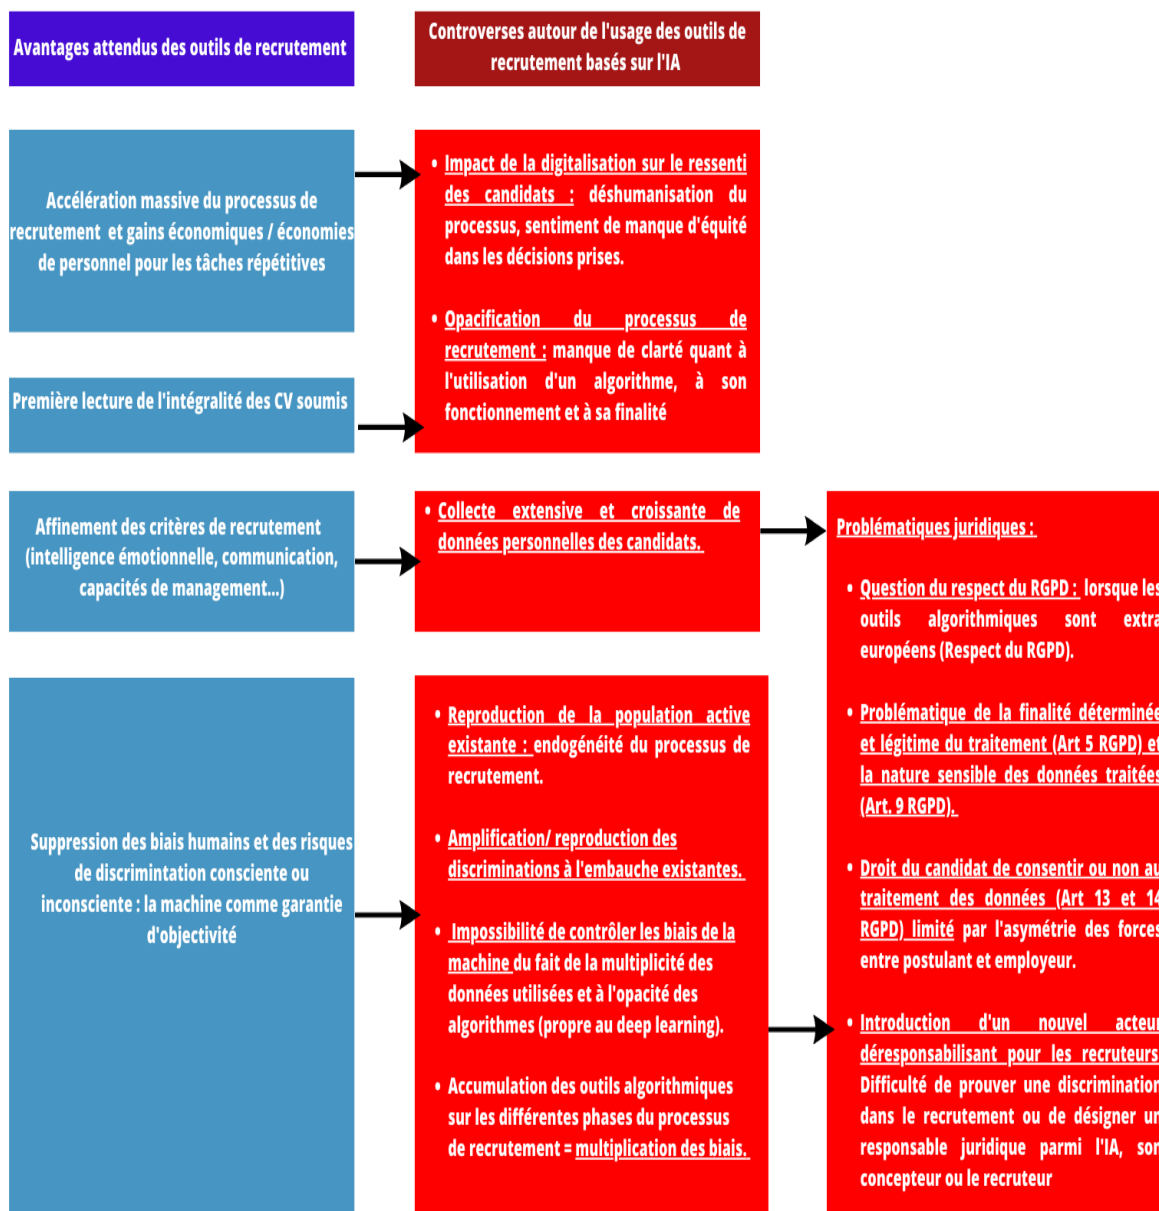 Avantages attendus des outils de recrutement
Controverses autour de l'usage des outils de
recrutement basés sur l'IA
Accélération massive du processus de
recrutement et gains économiques / économies
de personnel pour les tâches répétitives
• Impact de la digitalisation sur le ressenti
des candidats : déshumanisation du
processus, sentiment de manque d'équité
dans les décisions prises.
• Opacification du processus de
recrutement : manque de clarté quant à
l'utilisation d'un algorithme, à son
fonctionnement et à sa finalité
Première lecture de l'intégralité des CV soumis
Affinement des critères de recrutement
(intelligence émotionnelle, communication,
capacités de management...)
• Collecte extensive et croissante de
données personnelles des candidats.
Suppression des biais humains et des risques
de discrimintation consciente ou
inconsciente : la machine comme garantie
d'objectivité
• Reproduction de la population active
existante : endogénéité du processus de
recrutement.
• Amplification/ reproduction des
discriminations à l'embauche existantes.
• Impossibilité de contrôler les biais de la
machine du fait de la multiplicité des
données utilisées et à l'opacité des
algorithmes (propre au deep learning).
• Accumulation des outils algorithmiques
sur les différentes phases du processus
de recrutement = multiplication des biais.
Problématiques juridiques :
• Question du respect du RGPD : lorsque les
outils algorithmiques sont extra
européens (Respect du RGPD).
• Problématique de la finalité déterminée
et légitime du traitement (Art 5 RGPD) et
la nature sensible des données traitées
(Art. 9 RGPD).
• Droit du candidat de consentir ou non au
traitement des données (Art 13 et 14
RGPD) limité par l'asymétrie des forces
entre postulant et employeur.
• Introduction d'un nouvel acteur
déresponsabilisant pour les recruteurs
Difficulté de prouver une discrimination
dans le recrutement ou de désigner un
responsable juridique parmi l'IA, son
concepteur ou le recruteur